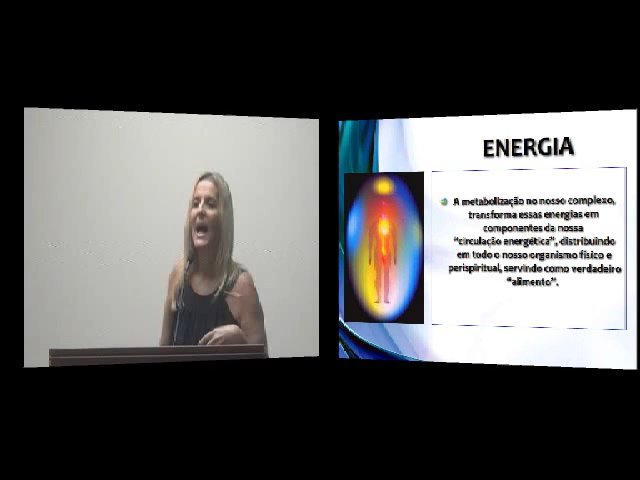 ENERGIA
A metabolização no nosso complexo,
transforma essas energias em
componentes da nossa
"circulação energética", distribuindo
em todo o nosso organismo físico e
perispiritual, servindo como verdadeiro
"alimento".